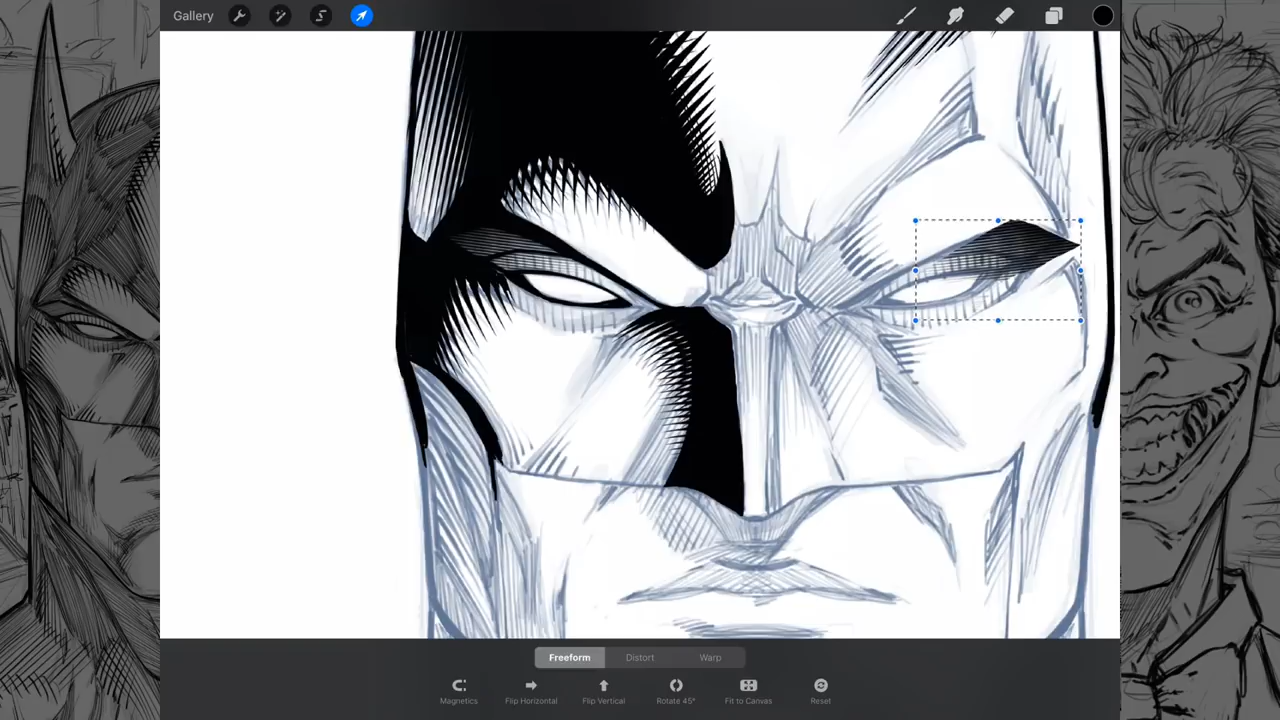 Gallery
Freeform Distort Warp
Magnetics Flip Horizontal Flip Vertical Rotate 45° Fit to Canvas Reset